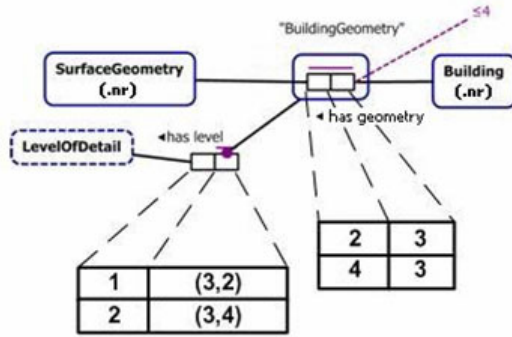 ≤4
"BuildingGeometry"
SurfaceGeometry
(.nr)
Building
(.nr)
◄ has geometry
◄has level
LevelOfDetail
2 3
4 3
1 (3,2)
2 (3,4)